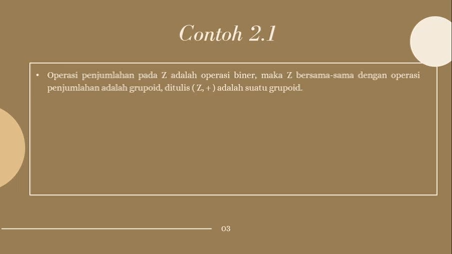 Contoh 2.1
• Operasi penjumlahan pada Z adalah operasi biner, maka Z bersama-sama dengan operasi
penjumlahan adalah grupoid, ditulis ( Z, + ) adalah suatu grupoid.
03